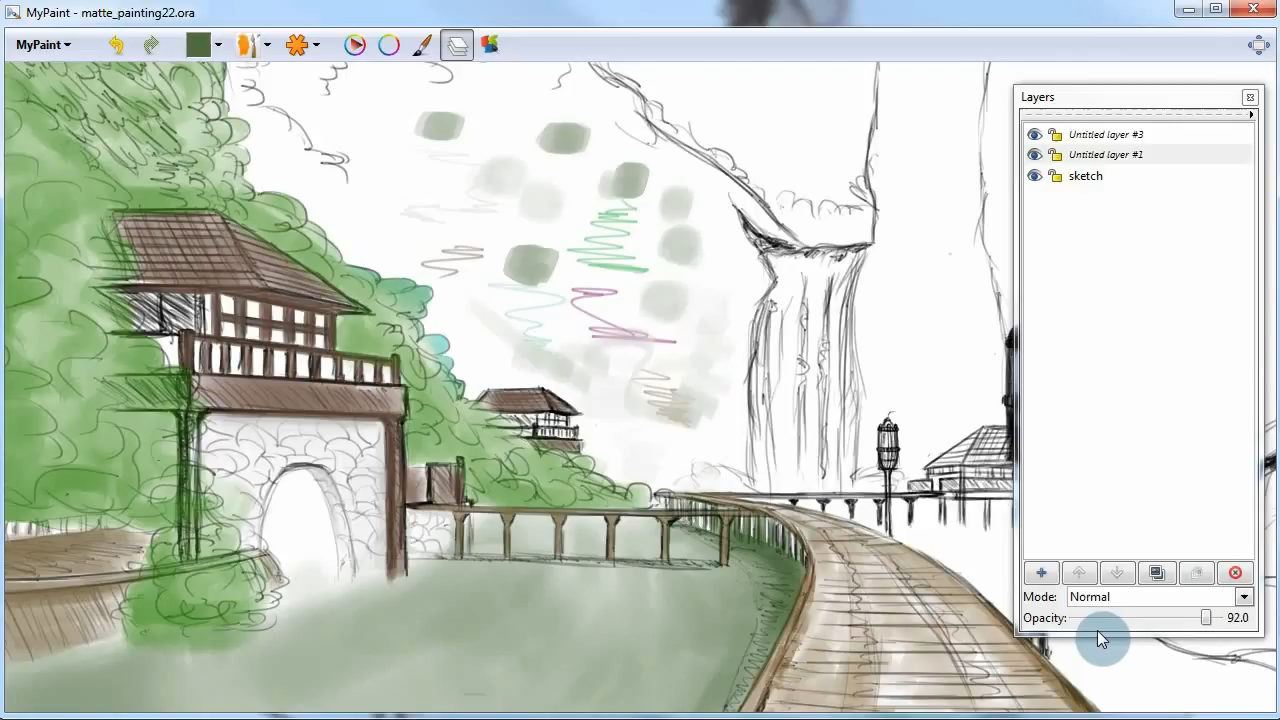 MyPaint - matte_painting22.ora
MyPaint
Layers
Untitled layer #3
Untitled layer #1
sketch
Mode: Normal
Opacity: 92.0